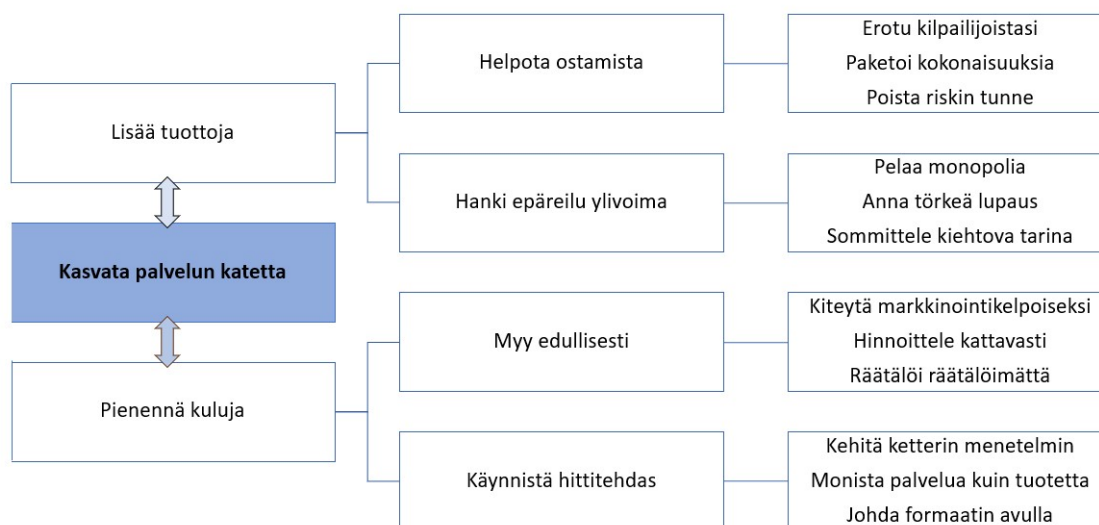 Lisää tuottoja
Helpota ostamista
Erotu kilpailijoistasi
Paketoi kokonaisuuksia
Poista riskin tunne
Hanki epäreilu ylivoima
Pelaa monopolia
Anna törkeä lupaus
Sommittele kiehtova tarina
Kasvata palvelun katetta
Pienennä kuluja
Myy edullisesti
Kiteytä markkinointikelpoiseksi
Hinnoittele kattavasti
Räätälöi räätälöimättä
Käynnistä hittitehdas
Kehitä ketterin menetelmin
Monista palvelua kuin tuotetta
Johda formaatin avulla